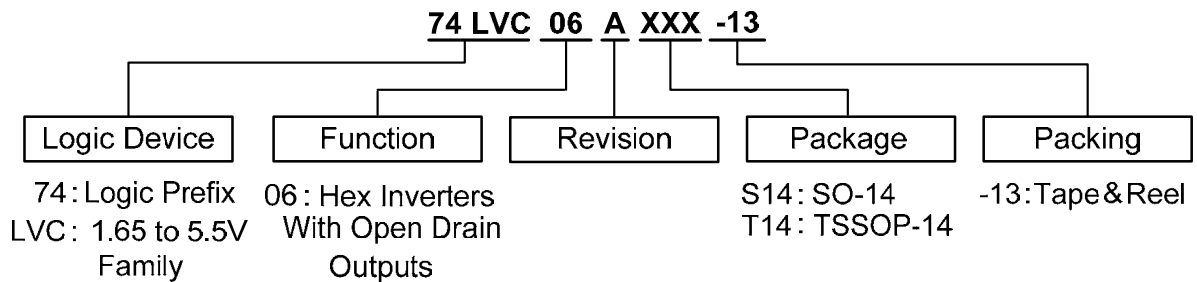 74 LVC 06 A XXX -13
Logic Device
Function
Revision
Package
Packing
74: Logic Prefix
LVC: 1.65 to 5.5V
Family
06: Hex Inverters
With Open Drain
Outputs
S14: SO-14
T14: TSSOP-14
-13: Tape & Reel